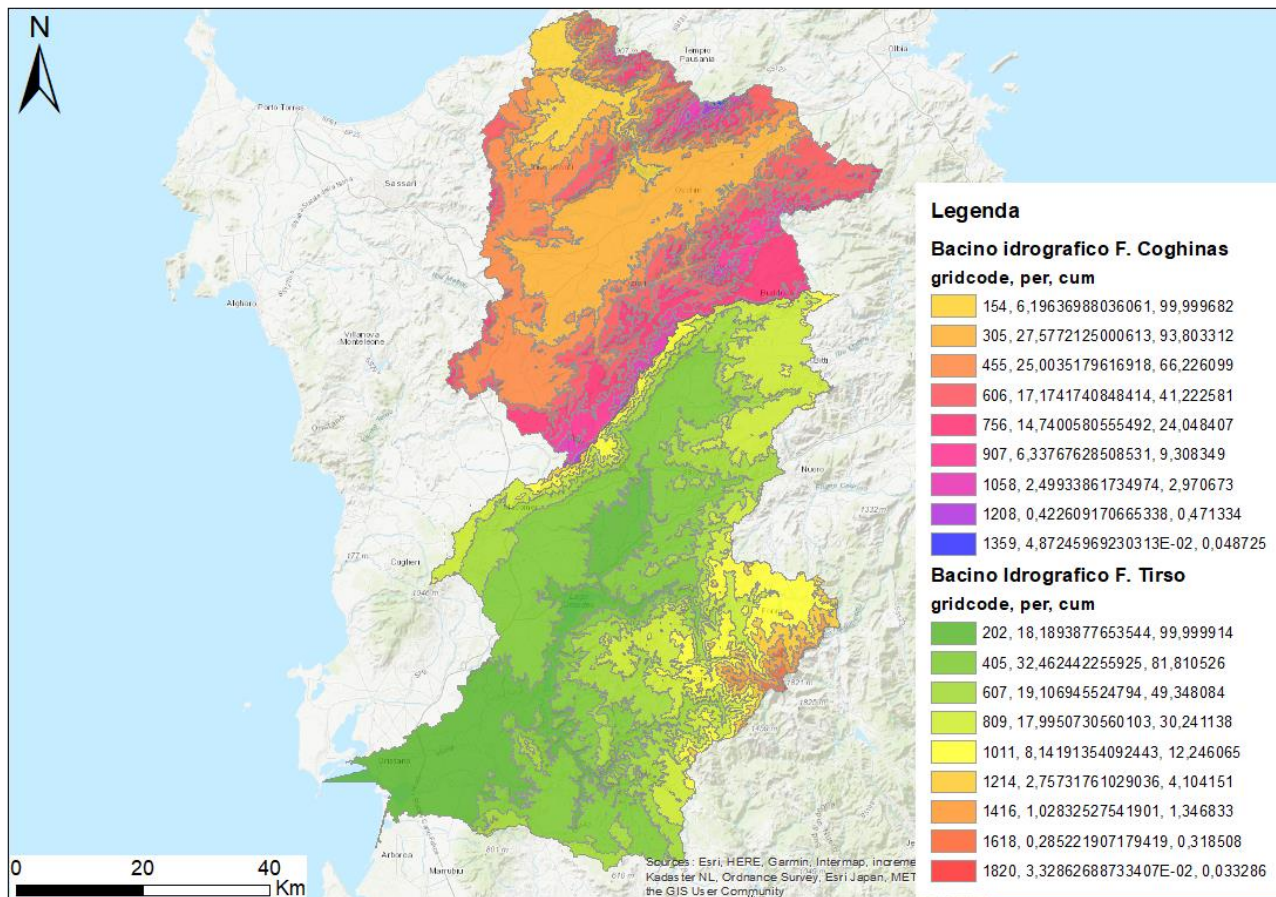 N
Tempio
Pausania
Olbia
Porto Torres
Sassari
Alghero
Villanova
Monteleone
Nuoro
1332 m
177 m
Cuglieri
1046 m
1821 m
Oristano
Arborea
Marrubiu
0 20 40
Km
Sources: Esri, HERE, Garmin, Intermap, increme
Kadaster NL, Ordnance Survey, Esri Japan, MET
the GIS User Community
Legenda
Bacino idrografico F. Coghinas
gridcode, per, cum
154, 6,19636988036061, 99,999682
305, 27,5772125000613, 93,803312
455, 25,0035179616918, 66,226099
606, 17,1741740848414, 41,222581
756, 14,7400580555492, 24,048407
907, 6,33767628508531, 9,308349
1058, 2,49933861734974, 2,970673
1208, 0,422609170665338, 0,471334
1359, 4,87245969230313E-02, 0,048725
Bacino Idrografico F. Tirso
gridcode, per, cum
202, 18,1893877653544, 99,999914
405, 32,462442255925, 81,810526
607, 19,106945524794, 49,348084
809, 17,9950730560103, 30,241138
1011, 8,14191354092443, 12,246065
1214, 2,75731761029036, 4,104151
1416, 1,02832527541901, 1,346833
1618, 0,285221907179419, 0,318508
1820, 3,32862688733407E-02, 0,033286